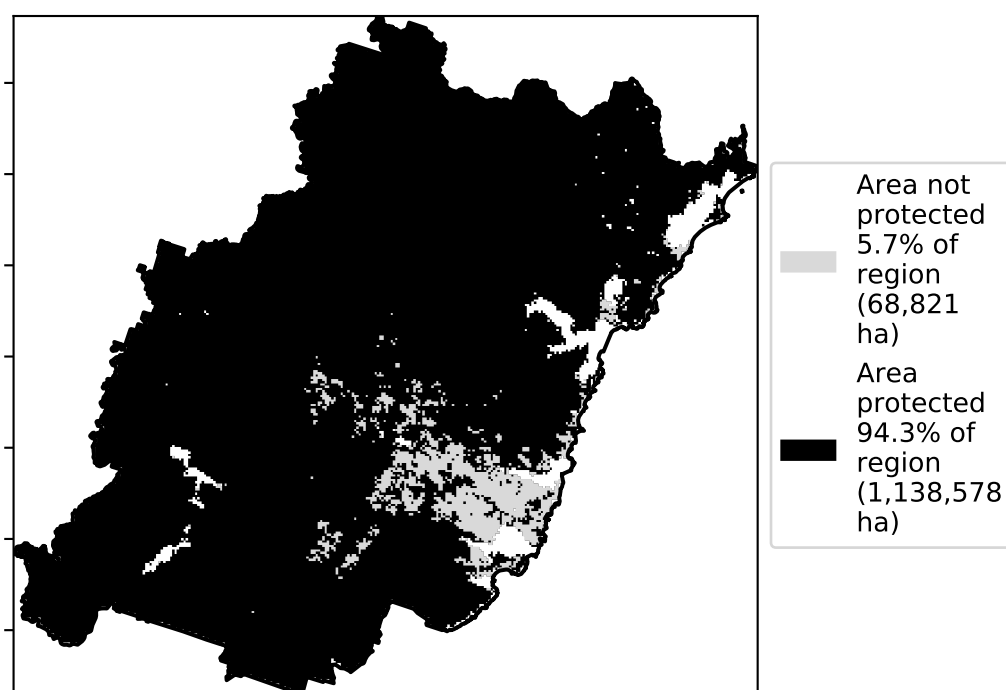 Area not
protected
5.7% of
region
(68,821
ha)
Area
protected
94.3% of
region
(1,138,578
ha)